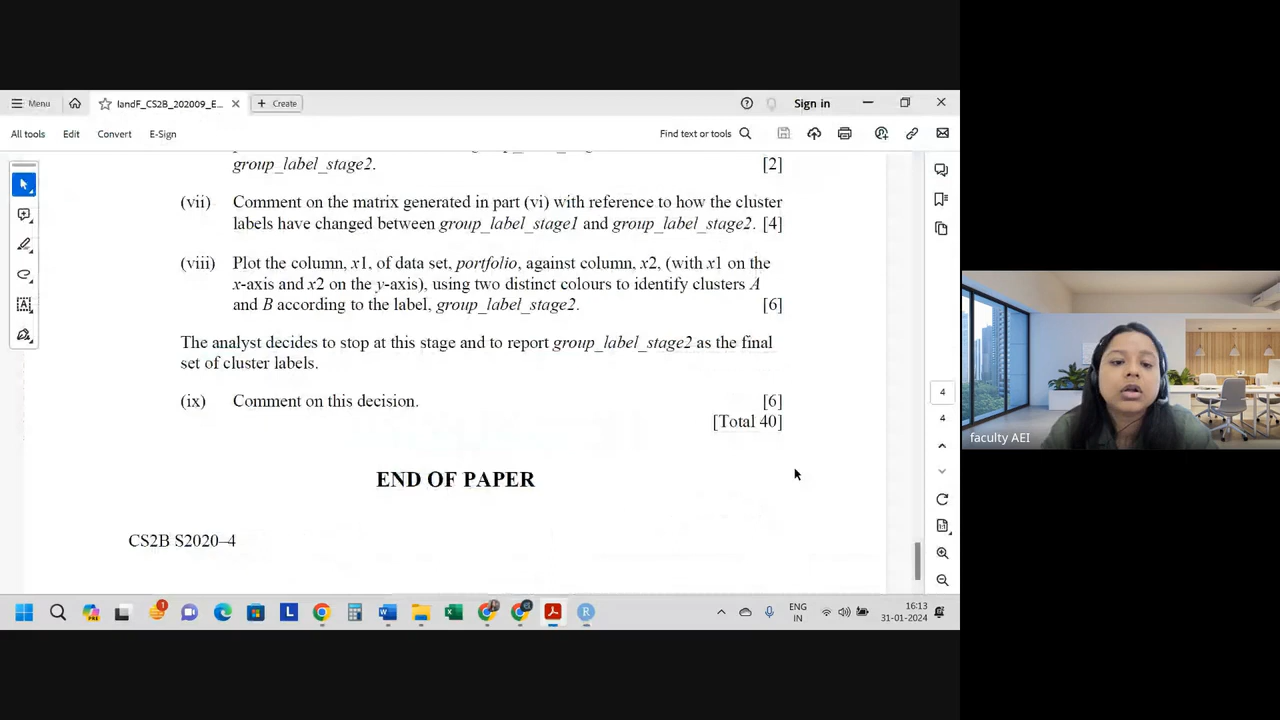 Menu
landF_CS2B_202009_E...
Create
Sign in
All tools
Edit
Convert
E-Sign
Find text or tools
group_label_stage2. [2]
(vii) Comment on the matrix generated in part (vi) with reference to how the cluster
labels have changed between group_label_stage1 and group_label_stage2. [4]
(viii) Plot the column, x1, of data set, portfolio, against column, x2, (with x1 on the
x-axis and x2 on the y-axis), using two distinct colours to identify clusters A
and B according to the label, group_label_stage2. [6]
The analyst decides to stop at this stage and to report group_label_stage2 as the final
set of cluster labels.
(ix) Comment on this decision. [6]
[Total 40]
END OF PAPER
CS2B S2020–4
4
4
faculty AEI
ENG
IN
16:13
31-01-2024